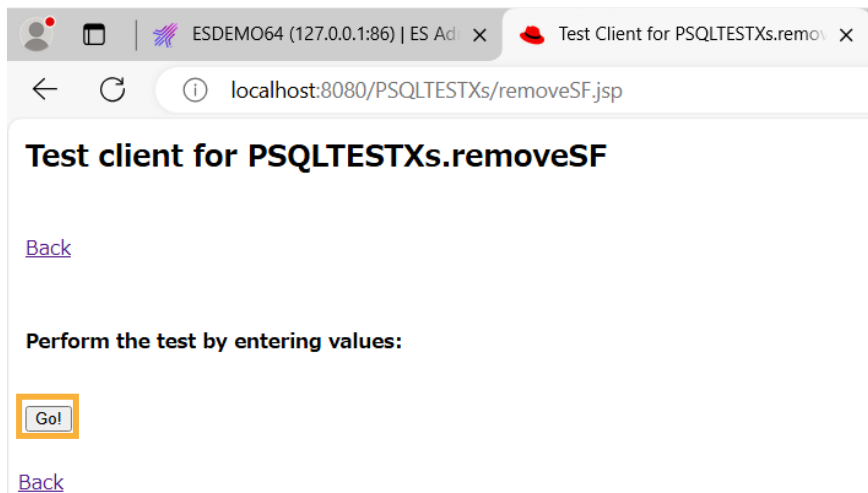 ESDEMO64 (127.0.0.1:86) | ES Ad
Test Client for PSQLTESTXs.remov
localhost:8080/PSQLTESTXs/removeSF.jsp
Test client for PSQLTESTXs.removeSF
Back
Perform the test by entering values:
Go!
Back